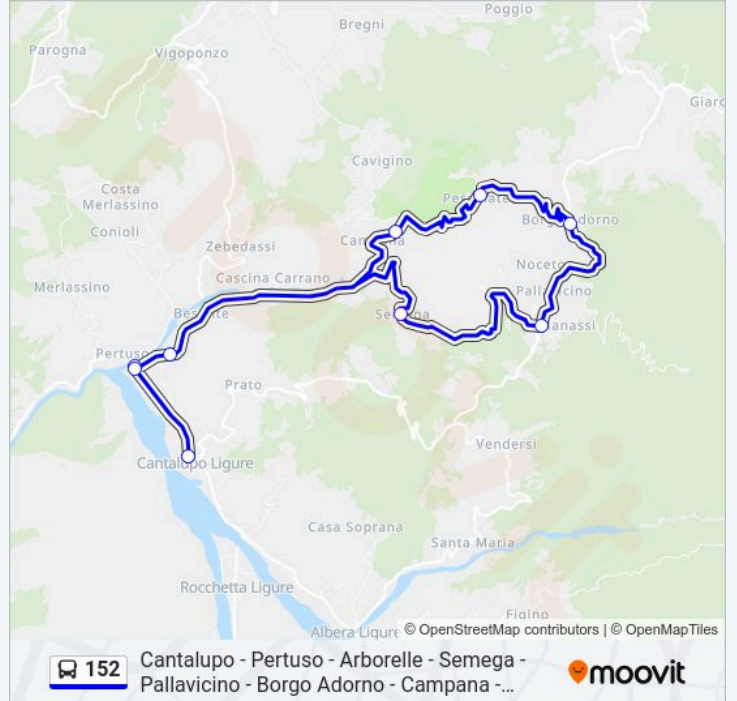 Poggio
Bregni
Parogna
Vigoponzo
Giaro
Cavigino
Costa
Merlassino
Conioli
Zebedassi
Borgo Adorno
Cascina Carrano
Noceto
Merlassino
Pallavicino
Pertuso
Prato
Vendersi
Cantalupo Ligure
Casa Soprana
Santa Maria
Rocchetta Ligure
Figino
Albera Ligure
© OpenStreetMap contributors | © OpenMapTiles
152
Cantalupo - Pertuso - Arborelle - Semega -
Pallavicino - Borgo Adorno - Campana -...
moovit